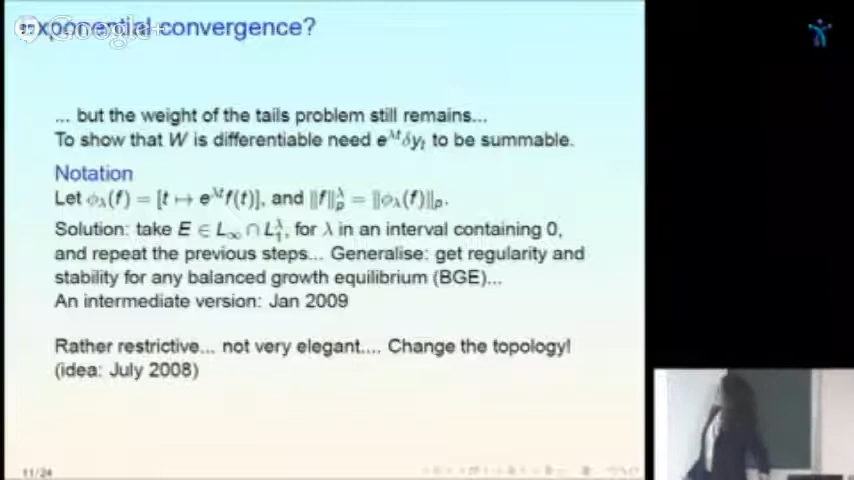 Exponential convergence?
Google+
... but the weight of the tails problem still remains...
To show that W is differentiable need e^{λt}δy_t to be summable.
Notation
Let ϕ_λ(f) = [t ↦ e^{λt}f(t)], and ‖f‖_p^λ = ‖ϕ_λ(f)‖_p.
Solution: take E ∈ L_∞ ∩ L_1^λ, for λ in an interval containing 0,
and repeat the previous steps... Generalise: get regularity and
stability for any balanced growth equilibrium (BGE)...
An intermediate version: Jan 2009
Rather restrictive... not very elegant.... Change the topology!
(idea: July 2008)
11/24